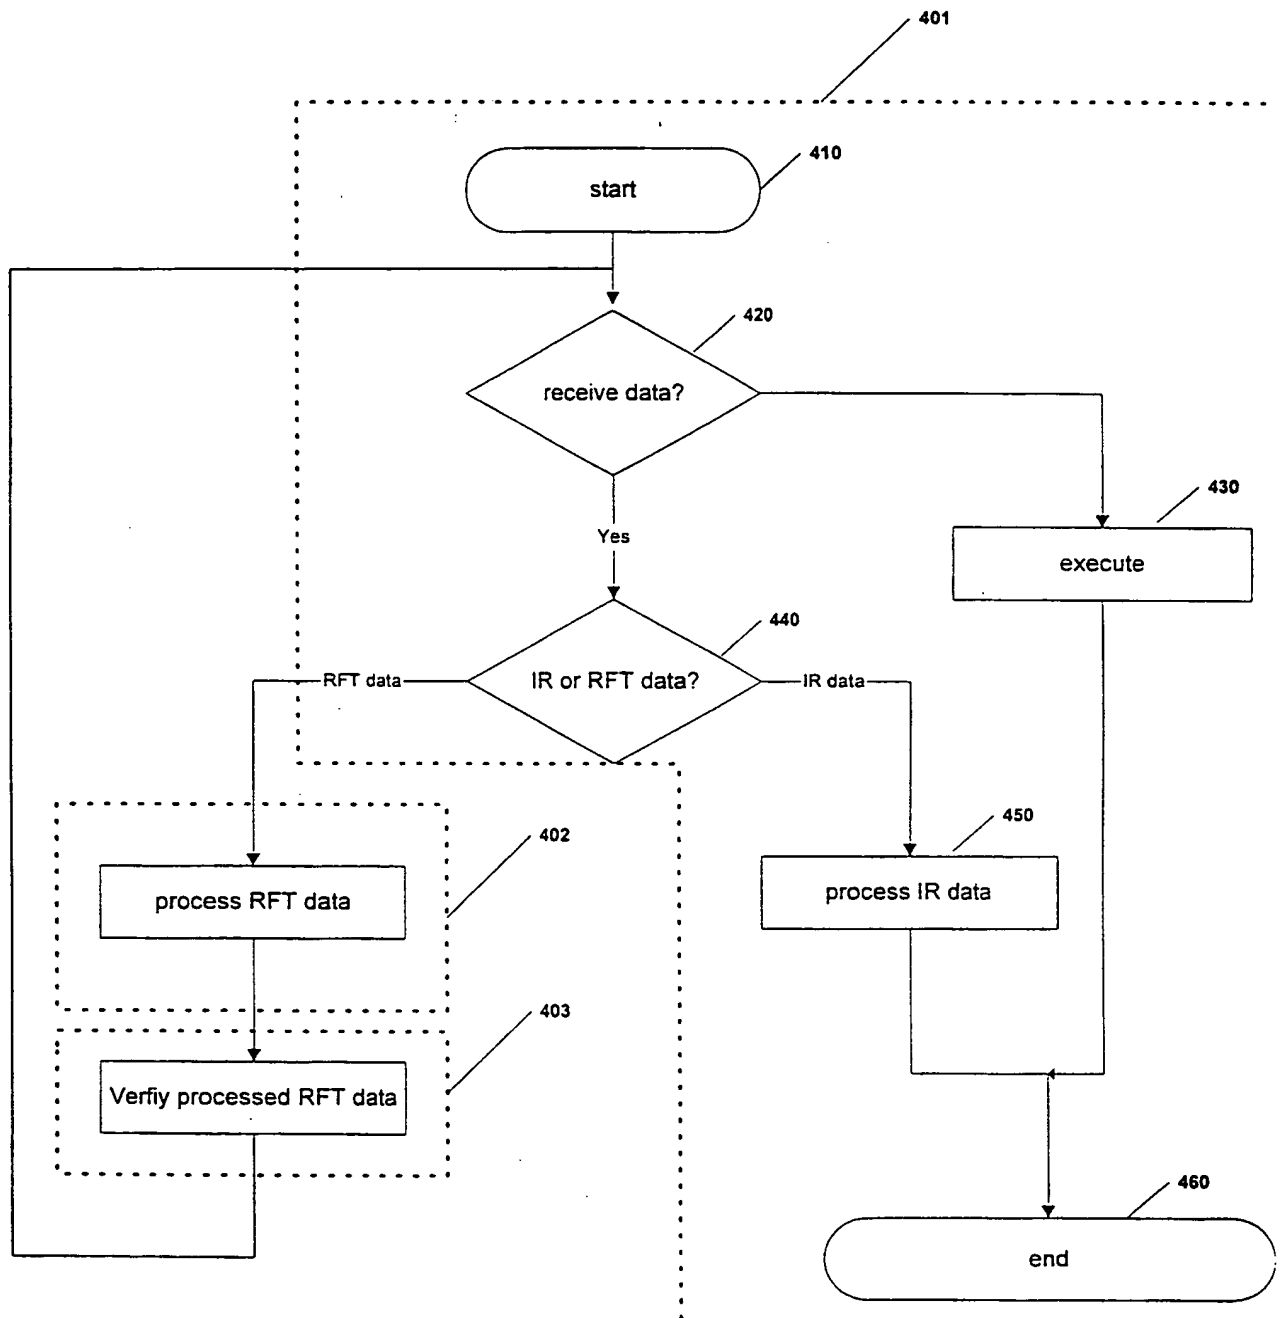 401
410
start
420
receive data?
430
Yes
execute
440
RFT data
IR or RFT data?
IR data
402
450
process RFT data
process IR data
403
Verfiy processed RFT data
460
end